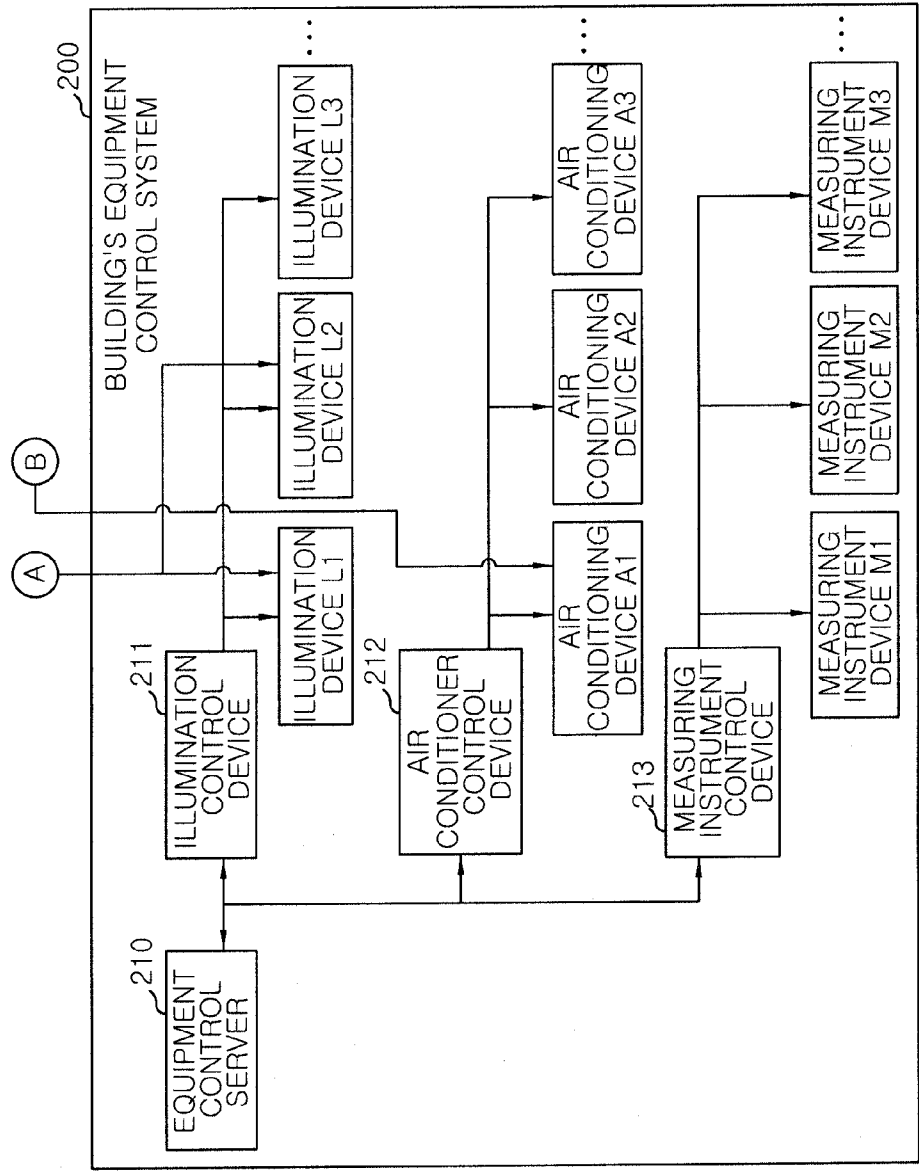 A
B
200
BUILDING'S EQUIPMENT
CONTROL SYSTEM
210
EQUIPMENT
CONTROL
SERVER
211
ILLUMINATION
CONTROL
DEVICE
ILLUMINATION
DEVICE L1
ILLUMINATION
DEVICE L2
ILLUMINATION
DEVICE L3
...
212
AIR
CONDITIONER
CONTROL
DEVICE
AIR
CONDITIONING
DEVICE A1
AIR
CONDITIONING
DEVICE A2
AIR
CONDITIONING
DEVICE A3
...
213
MEASURING
INSTRUMENT
CONTROL
DEVICE
MEASURING
INSTRUMENT
DEVICE M1
MEASURING
INSTRUMENT
DEVICE M2
MEASURING
INSTRUMENT
DEVICE M3
...